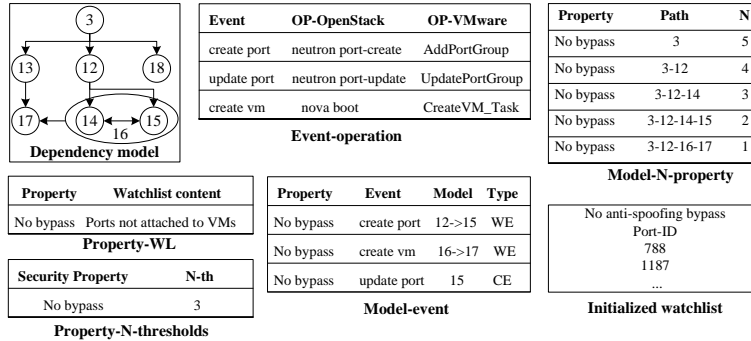 3
13 12 18
17 14 16 15
Dependency model
Event OP-OpenStack OP-VMware
create port neutron port-create AddPortGroup
update port neutron port-update UpdatePortGroup
create vm nova boot CreateVM_Task
Event-operation
Property Path N
No bypass 3 5
No bypass 3-12 4
No bypass 3-12-14 3
No bypass 3-12-14-15 2
No bypass 3-12-16-17 1
Model-N-property
Property Watchlist content
No bypass Ports not attached to VMs
Property-WL
Security Property N-th
No bypass 3
Property-N-thresholds
Property Event Model Type
No bypass create port 12->15 WE
No bypass create vm 16->17 WE
No bypass update port 15 CE
Model-event
No anti-spoofing bypass
Port-ID
788
1187
...
Initialized watchlist